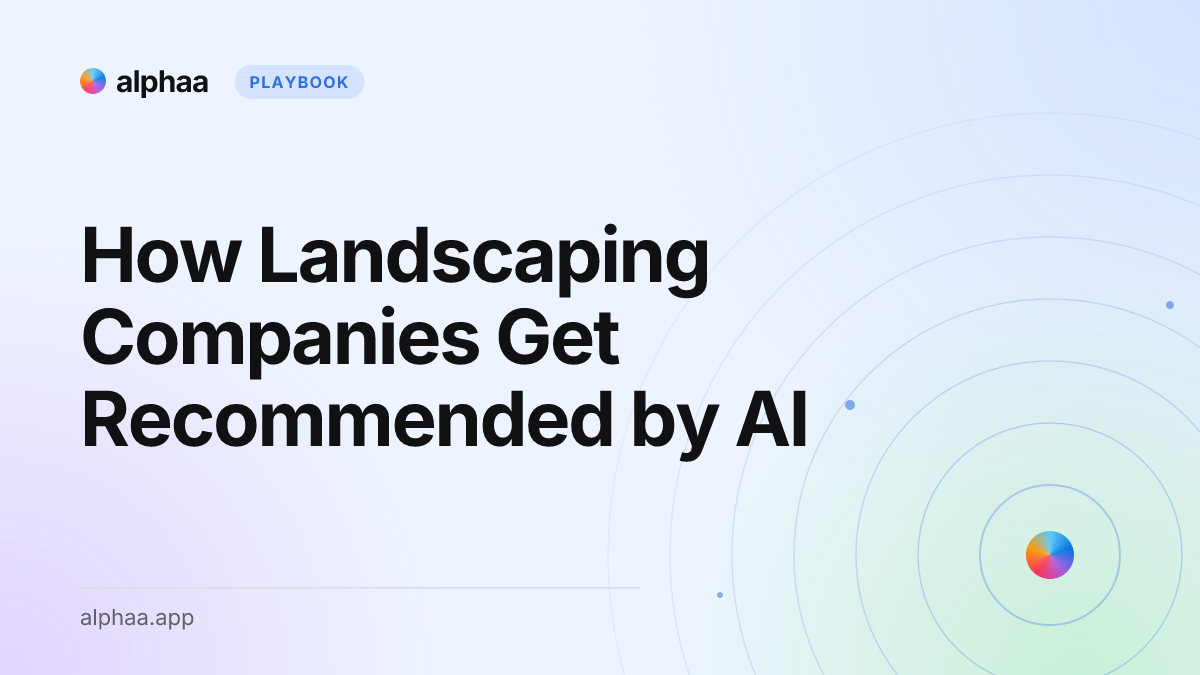 alphaa
PLAYBOOK
How Landscaping
Companies Get
Recommended by AI
alphaa.app